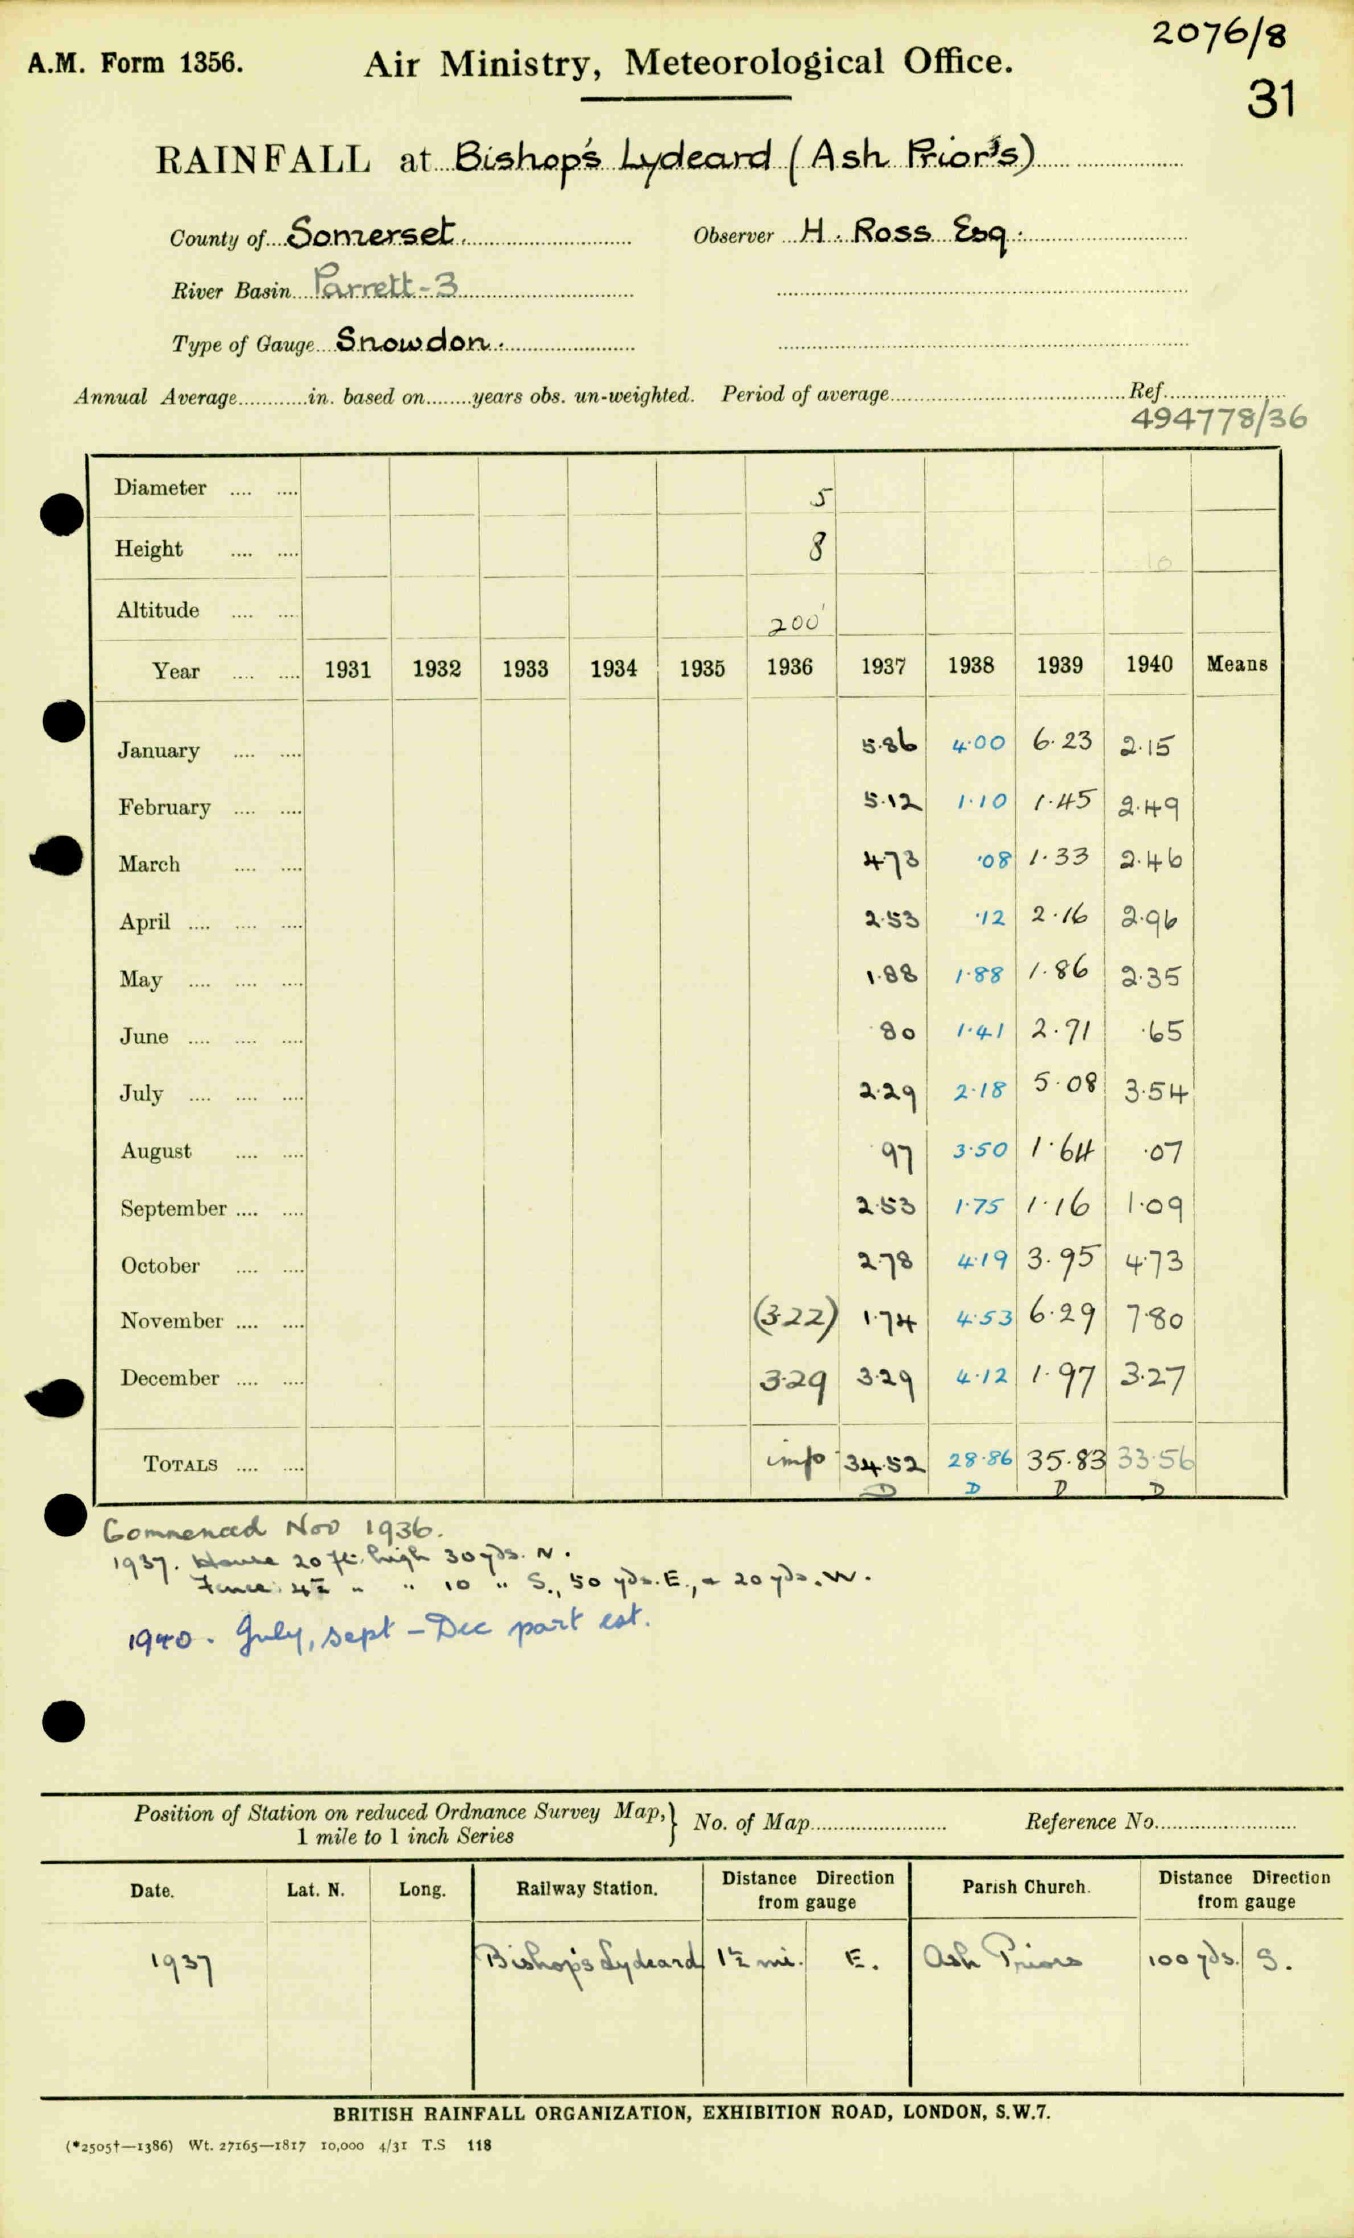 2076/8
A.M. Form 1356. Air Ministry, Meteorological Office.
31
RAINFALL at Bishop's Lydeard (Ash Prior's)
County of Somerset. Observer H. Ross Esq.
River Basin Parrett-3
Type of Gauge Snowdon.
Annual Average............in. based on........years obs. un-weighted. Period of average............Ref............
494778/36
Diameter .... .... 5
Height .... .... 8 10
Altitude .... .... 200'
Year .... .... 1931 1932 1933 1934 1935 1936 1937 1938 1939 1940 Means
January .... .... 5.86 4.00 6.23 2.15
February .... .... 5.12 1.10 1.45 2.49
March .... .... 4.73 .08 1.33 2.46
April .... .... .... 2.53 .12 2.16 2.96
May .... .... .... 1.88 1.88 1.86 2.35
June .... .... .... .80 1.41 2.71 .65
July .... .... .... 2.29 2.18 5.08 3.54
August .... .... .97 3.50 1.64 .07
September .... .... 2.53 1.75 1.16 1.09
October .... .... 2.78 4.19 3.95 4.73
November .... .... (3.22) 1.74 4.53 6.29 7.80
December .... .... 3.29 3.29 4.12 1.97 3.27
TOTALS .... .... imp 34.52 28.86 35.83 33.56
D D D D
Commenced Nov 1936.
1937. House 20 ft. high 30 yds. N.
Fence 4½ " " 10 " S., 50 yds. E., & 20 yds. W.
1940. July, Sept - Dec part est.
Position of Station on reduced Ordnance Survey Map,} No. of Map............ Reference No............
1 mile to 1 inch Series
Date. Lat. N. Long. Railway Station. Distance Direction from gauge Parish Church. Distance Direction from gauge
1937 Bishop's Lydeard 1½ mi. E. Ash Priors 100 yds. S.
BRITISH RAINFALL ORGANIZATION, EXHIBITION ROAD, LONDON, S.W.7.
(*2505†—1386) Wt. 27165—1817 10,000 4/31 T.S 118